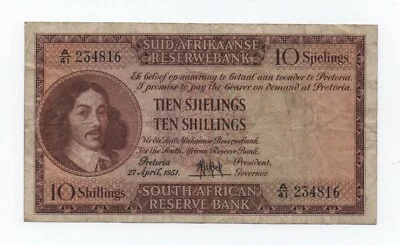 SUID-AFRIKAANSE
RESERWEBANK
10 Sjielings
A/41 234816
Ek beloof op aanvraag te betaal aan toonder te Pretoria.
I promise to pay the bearer on demand at Pretoria.
TIEN SJIELINGS
TEN SHILLINGS
Vir die Suid-Afrikaanse Reserwebank.
For the South African Reserve Bank.
Pretoria
President.
27 April, 1951.
Governor.
10 Shillings
SOUTH AFRICAN
RESERVE BANK
A/41 234816